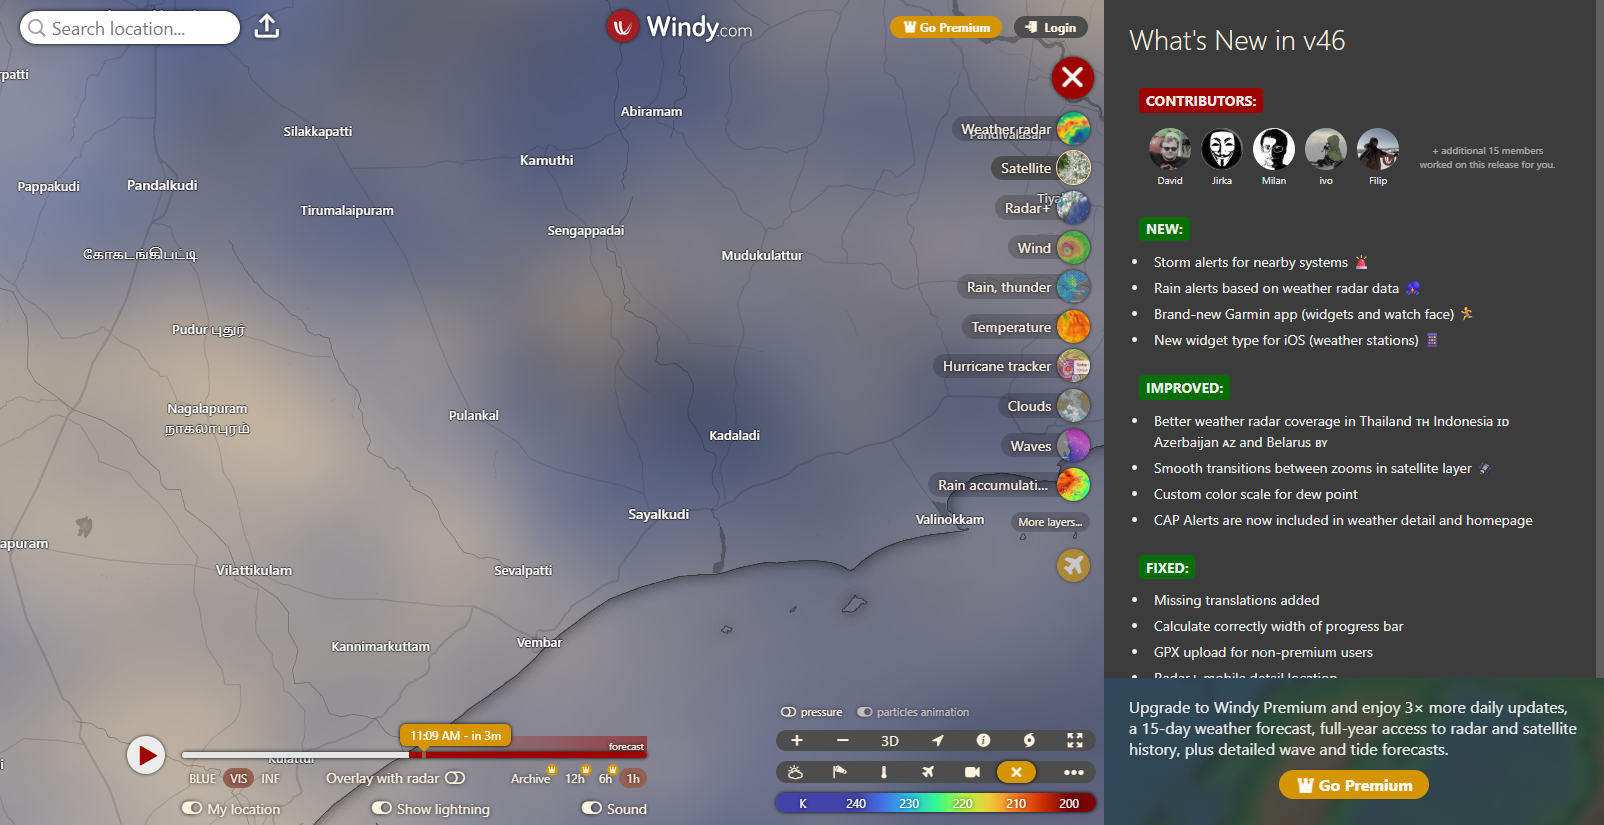 Search location...
Windy.com
Go Premium
Login
rpatti
Silakkapatti
Abiramam
Kamuthi
Pappakudi
Pandalkudi
Tirumalaipuram
Sengappadai
Mudukulattur
கோகடங்கிபட்டி
Pudur புதூர்
Nagalapuram
நாகலாபுரம்
Pulankal
Kadaladi
Sayalkudi
Valinokkam
apuram
Vilattikulam
Sevalpatti
Kannimarkuttam
Vembar
Kulattur
Weather radar
Pandivalasai
Satellite
Radar+
Wind
Rain, thunder
Temperature
Hurricane tracker
Clouds
Waves
Rain accumulati...
More layers...
pressure
particles animation
11:09 AM - in 3m
forecast
BLUE VIS INF
Overlay with radar
Archive 12h 6h 1h
My location
Show lightning
Sound
3D
K 240 230 220 210 200
What's New in v46
CONTRIBUTORS:
David Jirka Milan ivo Filip
+ additional 15 members
worked on this release for you.
NEW:
• Storm alerts for nearby systems
• Rain alerts based on weather radar data
• Brand-new Garmin app (widgets and watch face)
• New widget type for iOS (weather stations)
IMPROVED:
• Better weather radar coverage in Thailand TH Indonesia ID
Azerbaijan AZ and Belarus BY
• Smooth transitions between zooms in satellite layer
• Custom color scale for dew point
• CAP Alerts are now included in weather detail and homepage
FIXED:
• Missing translations added
• Calculate correctly width of progress bar
• GPX upload for non-premium users
• Radar+ mobile detail location
Upgrade to Windy Premium and enjoy 3× more daily updates,
a 15-day weather forecast, full-year access to radar and satellite
history, plus detailed wave and tide forecasts.
Go Premium